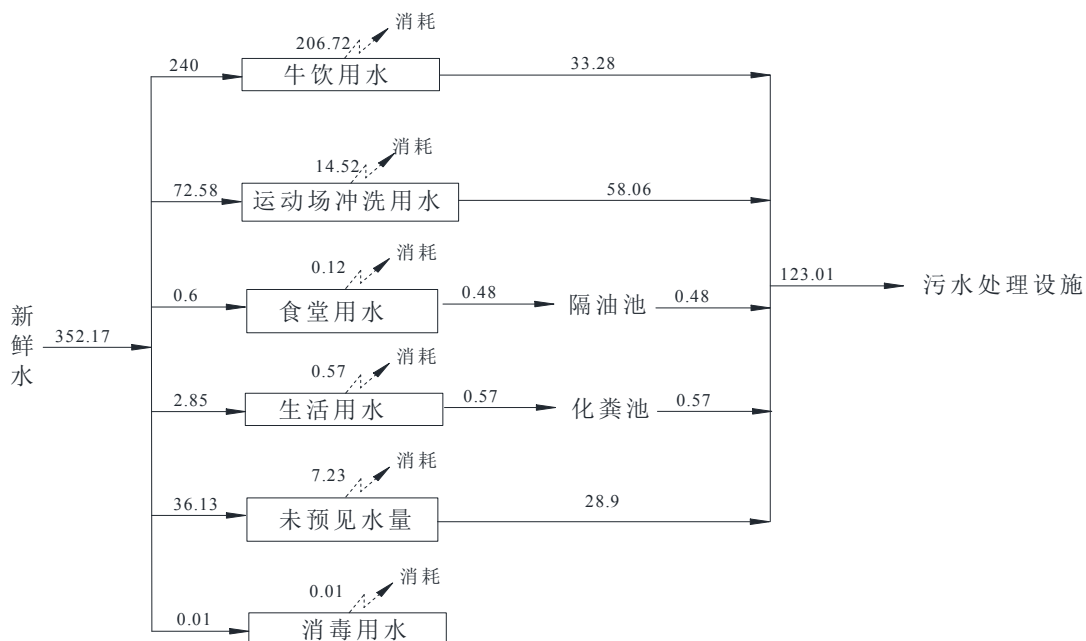 消耗
206.72
240
牛饮用水
33.28
消耗
14.52
72.58
运动场冲洗用水
58.06
消耗
0.12
0.6
食堂用水
0.48
隔油池
0.48
123.01
污水处理设施
新鲜水
352.17
消耗
0.57
2.85
生活用水
0.57
化粪池
0.57
消耗
7.23
36.13
未预见水量
28.9
消耗
0.01
0.01
消毒用水